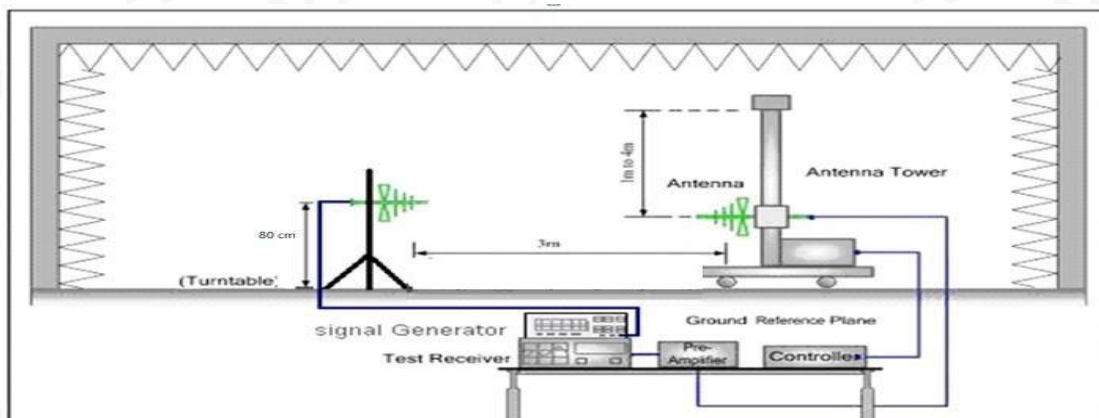 1m to 4m
Antenna Tower
Antenna
80 cm
3m
(Turntable)
signal Generator
Ground Reference Plane
Test Receiver
Pre-
Amplifier
Controller